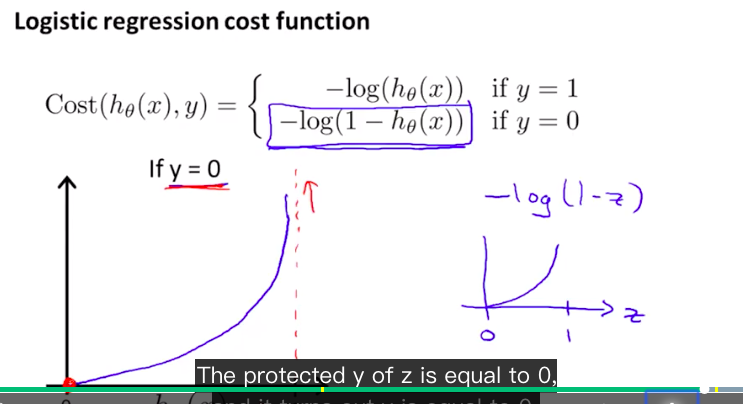 Logistic regression cost function
Cost(hθ(x), y) = { −log(hθ(x)) if y = 1
−log(1 − hθ(x)) if y = 0
If y = 0
−log(1-z)
z
0 1
The protected y of z is equal to 0,